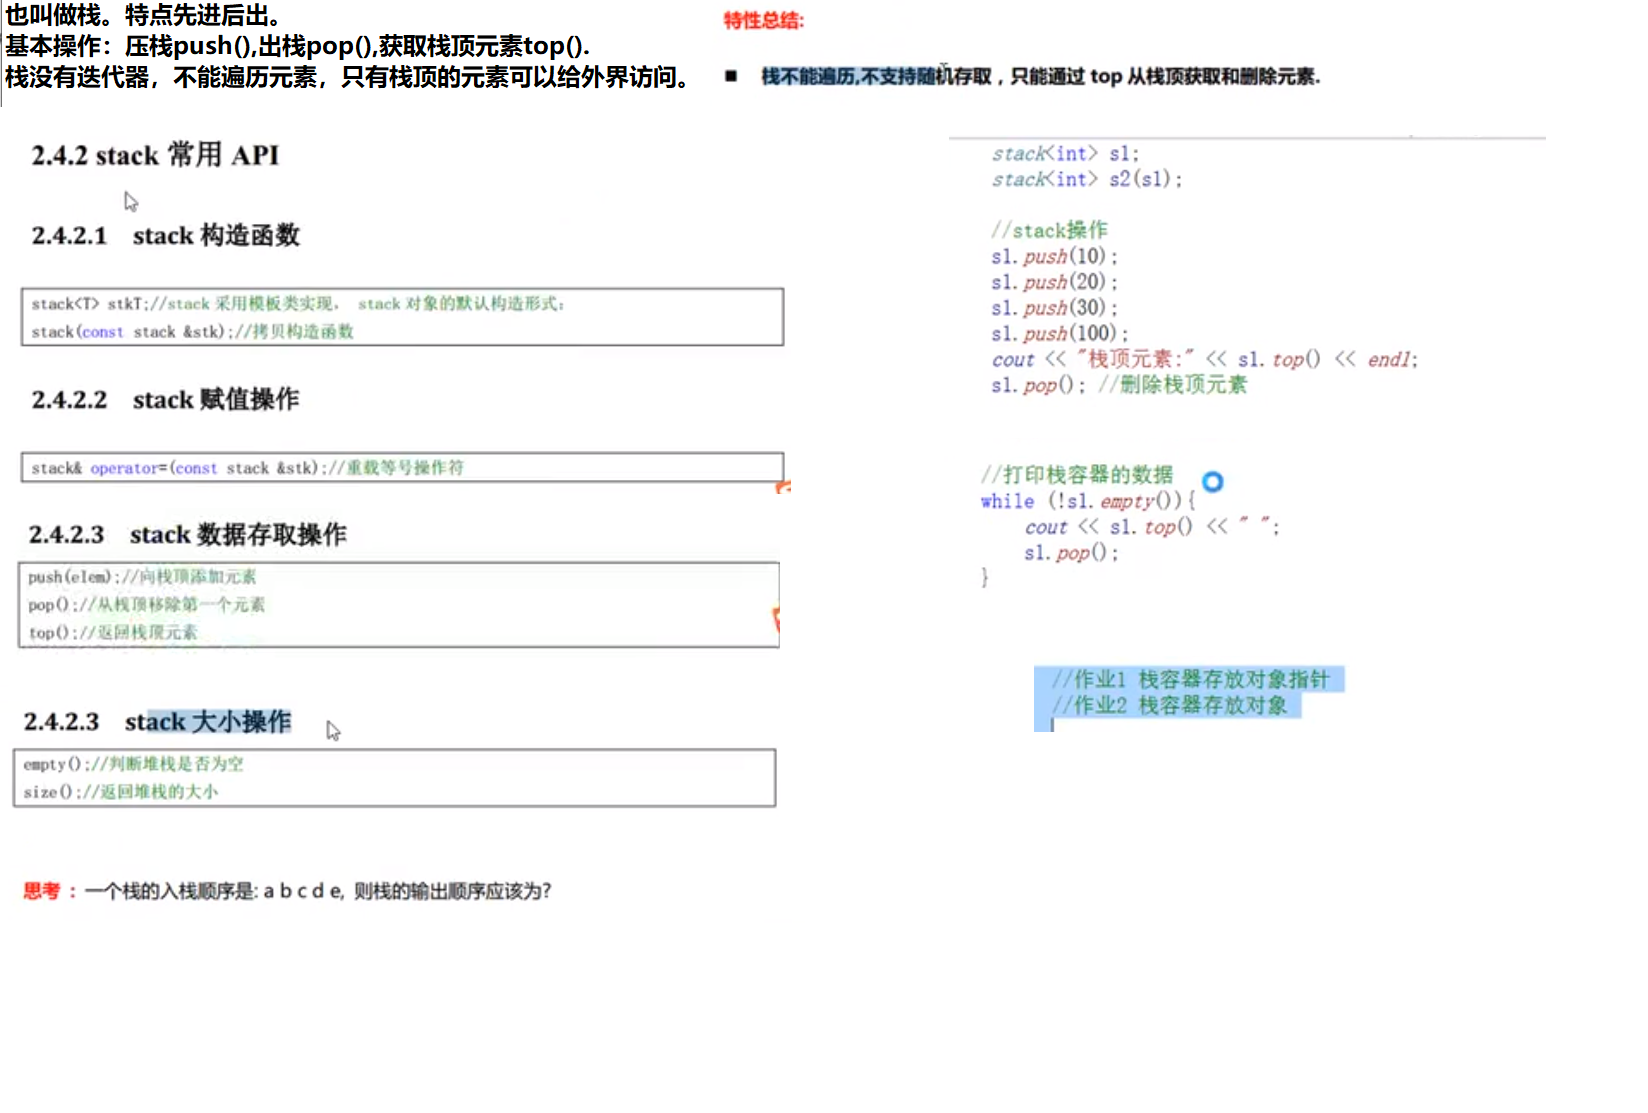 也叫做栈。特点先进后出。
基本操作：压栈push(),出栈pop(),获取栈顶元素top().
栈没有迭代器，不能遍历元素，只有栈顶的元素可以给外界访问。
2.4.2 stack 常用 API
2.4.2.1 stack 构造函数
stack<T> stkT;//stack 采用模板类实现， stack 对象的默认构造形式：
stack(const stack &stk);//拷贝构造函数
2.4.2.2 stack 赋值操作
stack& operator=(const stack &stk);//重载等号操作符
2.4.2.3 stack 数据存取操作
push(elem);//向栈顶添加元素
pop();//从栈顶移除第一个元素
top();//返回栈顶元素
2.4.2.3 stack 大小操作
empty();//判断堆栈是否为空
size();//返回堆栈的大小
思考 ：一个栈的入栈顺序是: a b c d e, 则栈的输出顺序应该为?
特性总结:
■ 栈不能遍历,不支持随机存取，只能通过 top 从栈顶获取和删除元素.
stack<int> s1;
stack<int> s2(s1);
//stack操作
s1.push(10);
s1.push(20);
s1.push(30);
s1.push(100);
cout << "栈顶元素:" << s1.top() << endl;
s1.pop(); //删除栈顶元素
//打印栈容器的数据
while (!s1.empty()){
cout << s1.top() << " ";
s1.pop();
}
//作业1 栈容器存放对象指针
//作业2 栈容器存放对象